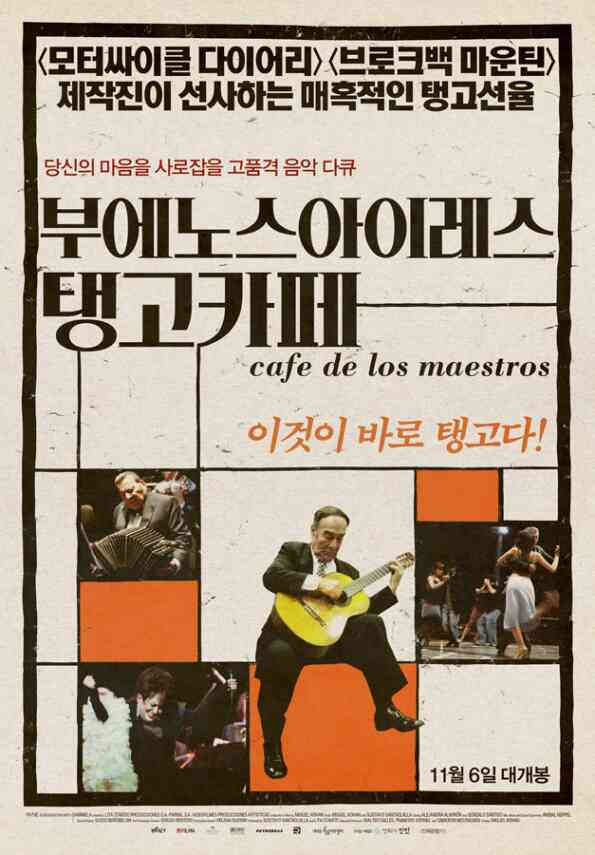 〈모터싸이클 다이어리〉 〈브로크백 마운틴〉
제작진이 선사하는 매혹적인 탱고선율
당신의 마음을 사로잡을 고품격 음악 다큐
부에노스아이레스
탱고카페
cafe de los maestros
이것이 바로 탱고다!
11월 6일 대개봉